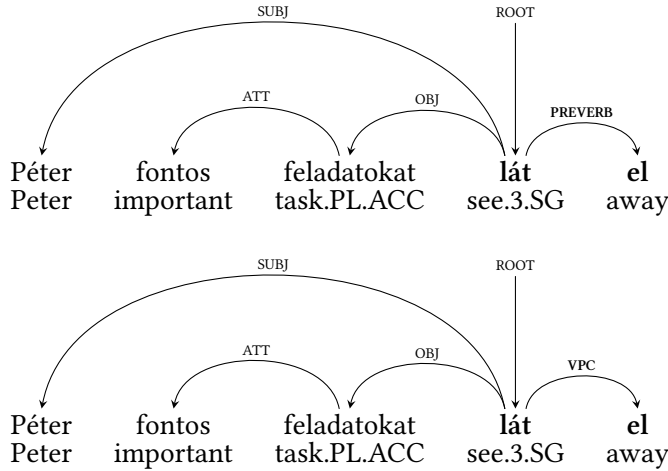 SUBJ ROOT
ATT OBJ PREVERB
Péter fontos feladatokat lát el
Peter important task.PL.ACC see.3.SG away
SUBJ ROOT
ATT OBJ VPC
Péter fontos feladatokat lát el
Peter important task.PL.ACC see.3.SG away